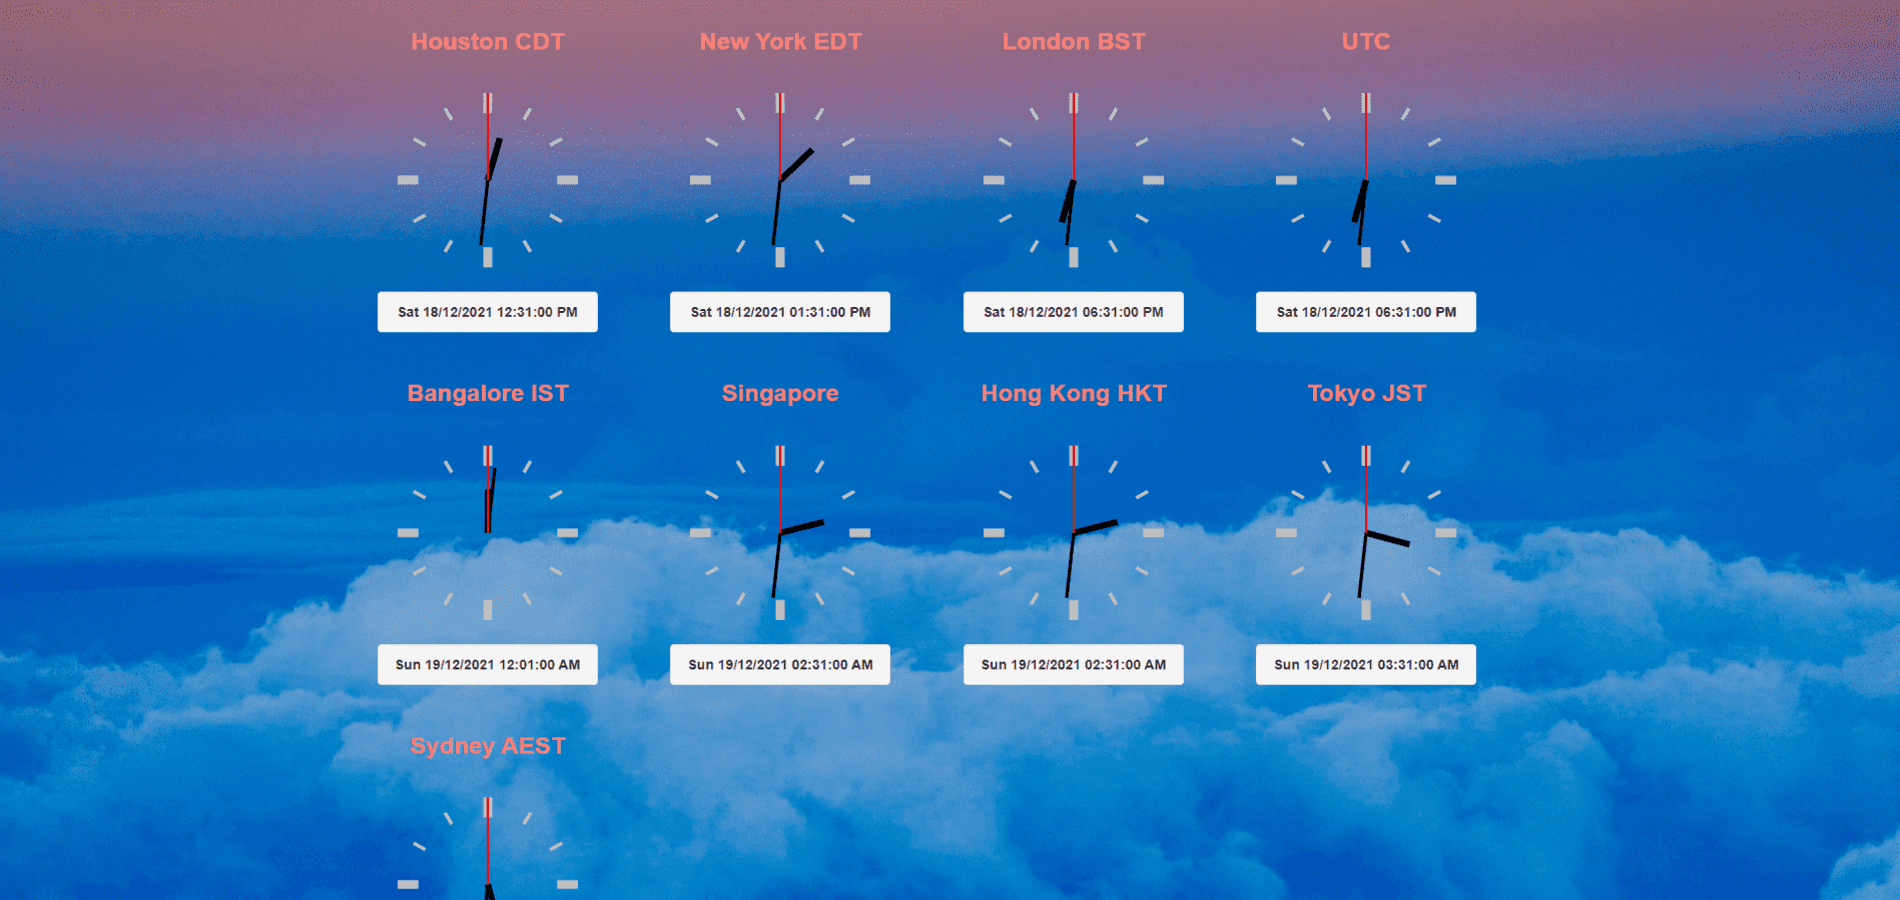 Houston CDT
New York EDT
London BST
UTC
Sat 18/12/2021 12:31:00 PM
Sat 18/12/2021 01:31:00 PM
Sat 18/12/2021 06:31:00 PM
Sat 18/12/2021 06:31:00 PM
Bangalore IST
Singapore
Hong Kong HKT
Tokyo JST
Sun 19/12/2021 12:01:00 AM
Sun 19/12/2021 02:31:00 AM
Sun 19/12/2021 02:31:00 AM
Sun 19/12/2021 03:31:00 AM
Sydney AEST